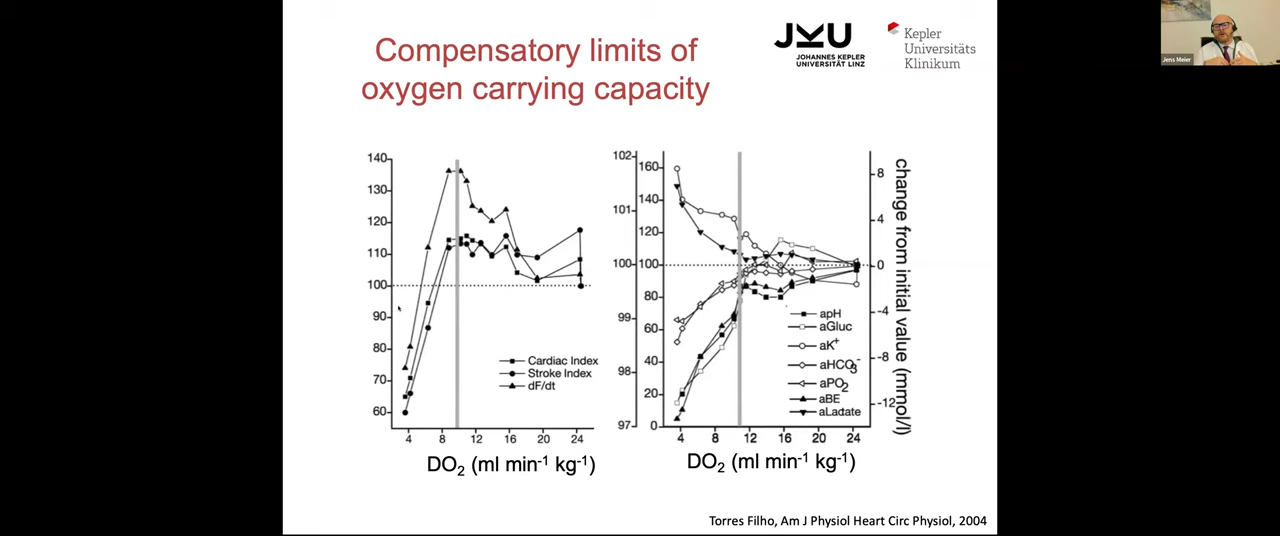 Compensatory limits of
oxygen carrying capacity
JKU
JOHANNES KEPLER
UNIVERSITÄT LINZ
Kepler
Universitäts
Klinikum
Jens Meier
140
130
120
110
100
90
80
70
60
4 8 12 16 20 24
Cardiac Index
Stroke Index
dF/dt
DO2 (ml min-1 kg-1)
102
101
100
99
98
97
160
140
120
100
80
60
40
20
0
8
4
0
-4
-8
-12
change from initial value (mmol/l)
4 8 12 16 20 24
apH
aGluc
aK+
aHCO3-
aPO2
aBE
aLadate
DO2 (ml min-1 kg-1)
Torres Filho, Am J Physiol Heart Circ Physiol, 2004